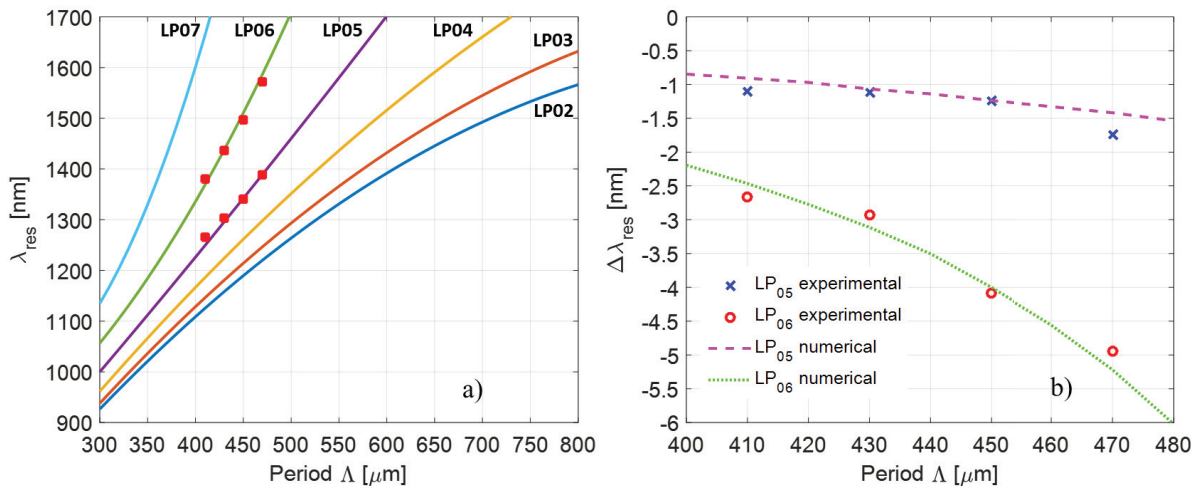 1700
1600
1500
1400
1300
1200
1100
1000
900
λres [nm]
LP07
LP06
LP05
LP04
LP03
LP02
a)
300 350 400 450 500 550 600 650 700 750 800
Period Λ [μm]
0
-0.5
-1
-1.5
-2
-2.5
-3
-3.5
-4
-4.5
-5
-5.5
-6
Δλres [nm]
LP05 experimental
LP06 experimental
LP05 numerical
LP06 numerical
b)
400 410 420 430 440 450 460 470 480
Period Λ [μm]